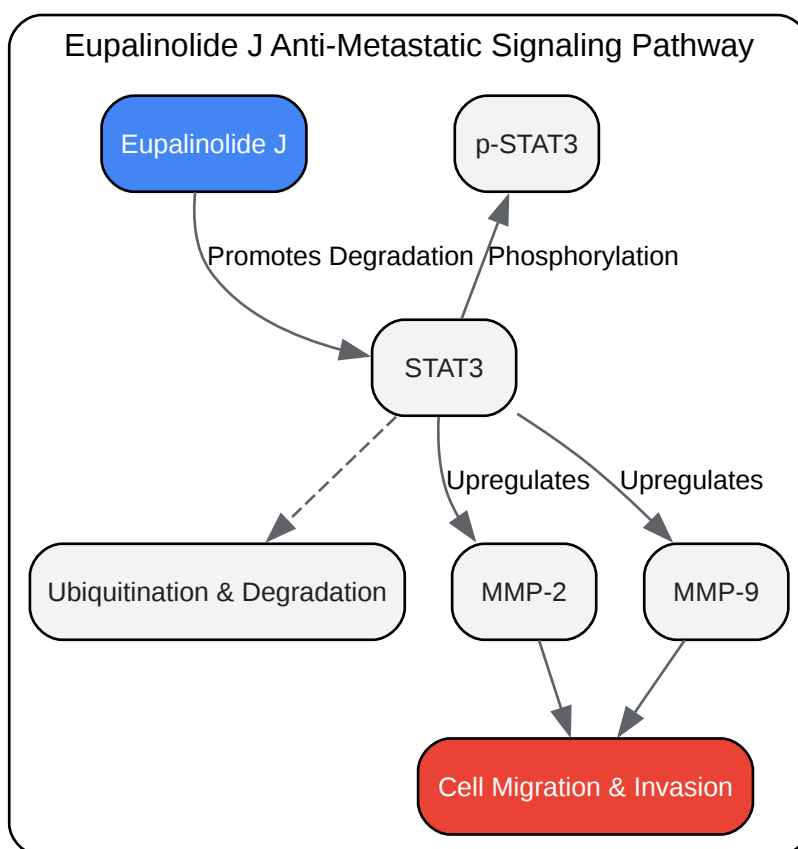 Eupalinolide J Anti-Metastatic Signaling Pathway
Eupalinolide J
p-STAT3
Promotes Degradation
Phosphorylation
STAT3
Upregulates
Upregulates
Ubiquitination & Degradation
MMP-2
MMP-9
Cell Migration & Invasion